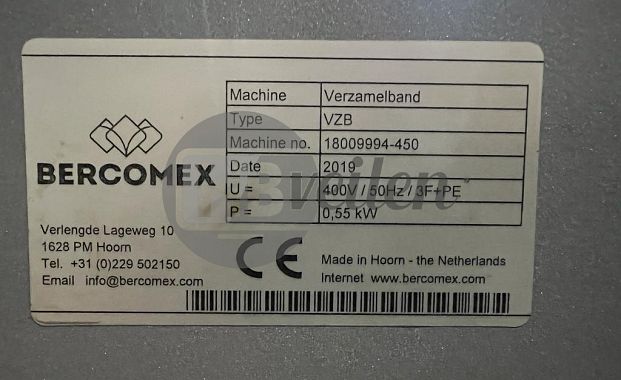 BERCOMEX
Machine Verzamelband
Type VZB
Machine no. 18009994-450
Date 2019
U = 400V / 50Hz / 3F+PE
P = 0,55 kW
Verlengde Lageweg 10
1628 PM Hoorn
Tel. +31 (0)229 502150
Email info@bercomex.com
CE
Made in Hoorn - the Netherlands
Internet www.bercomex.com
veilen